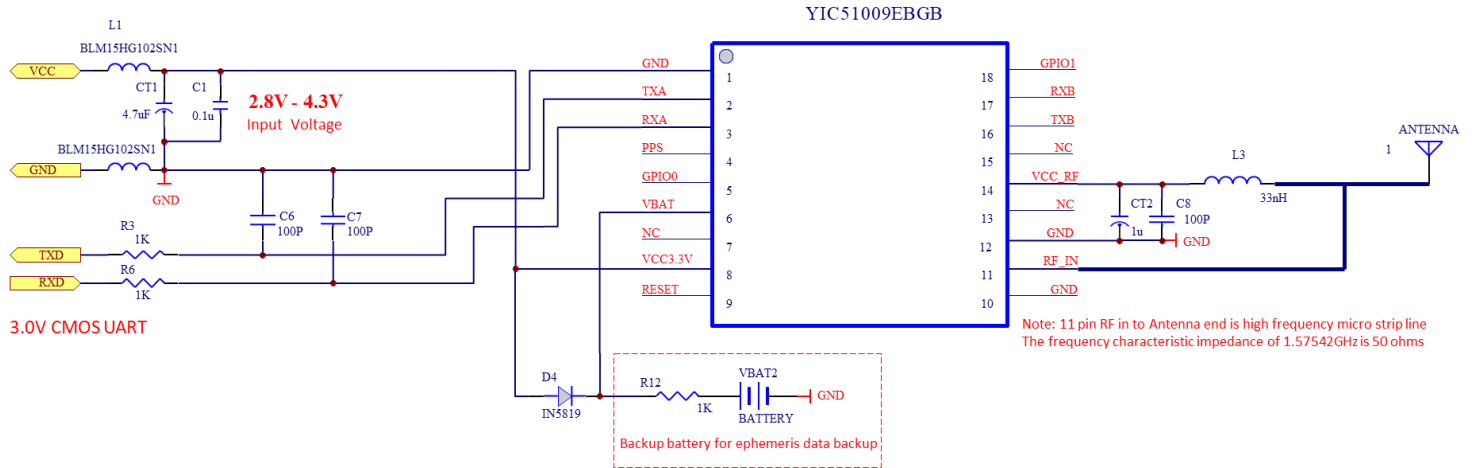 YIC51009EBGB
L1
BLM15HG102SN1
VCC
CT1
4.7uF
C1
0.1u
2.8V - 4.3V
Input Voltage
BLM15HG102SN1
GND
GND
C6
100P
C7
100P
R3
1K
TXD
R6
1K
RXD
3.0V CMOS UART
GND
1
TXA
2
RXA
3
PPS
4
GPIO0
5
VBAT
6
NC
7
VCC3.3V
8
RESET
9
GPIO1
18
RXB
17
TXB
16
NC
15
VCC_RF
14
NC
13
GND
12
RF_IN
11
GND
10
CT2
1u
C8
100P
GND
L3
33nH
ANTENNA
1
Note: 11 pin RF in to Antenna end is high frequency micro strip line
The frequency characteristic impedance of 1.57542GHz is 50 ohms
D4
IN5819
R12
1K
VBAT2
BATTERY
GND
Backup battery for ephemeris data backup